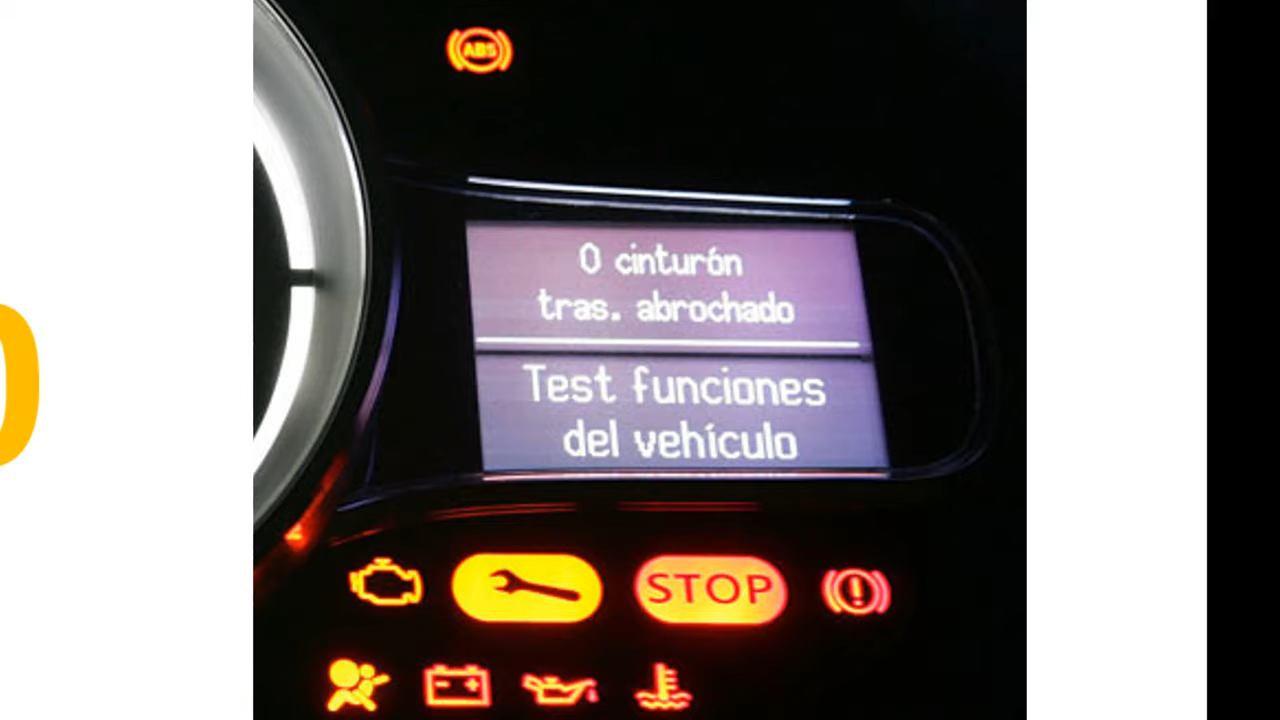 ABS
0 cinturón
tras. abrochado
Test funciones
del vehículo
STOP